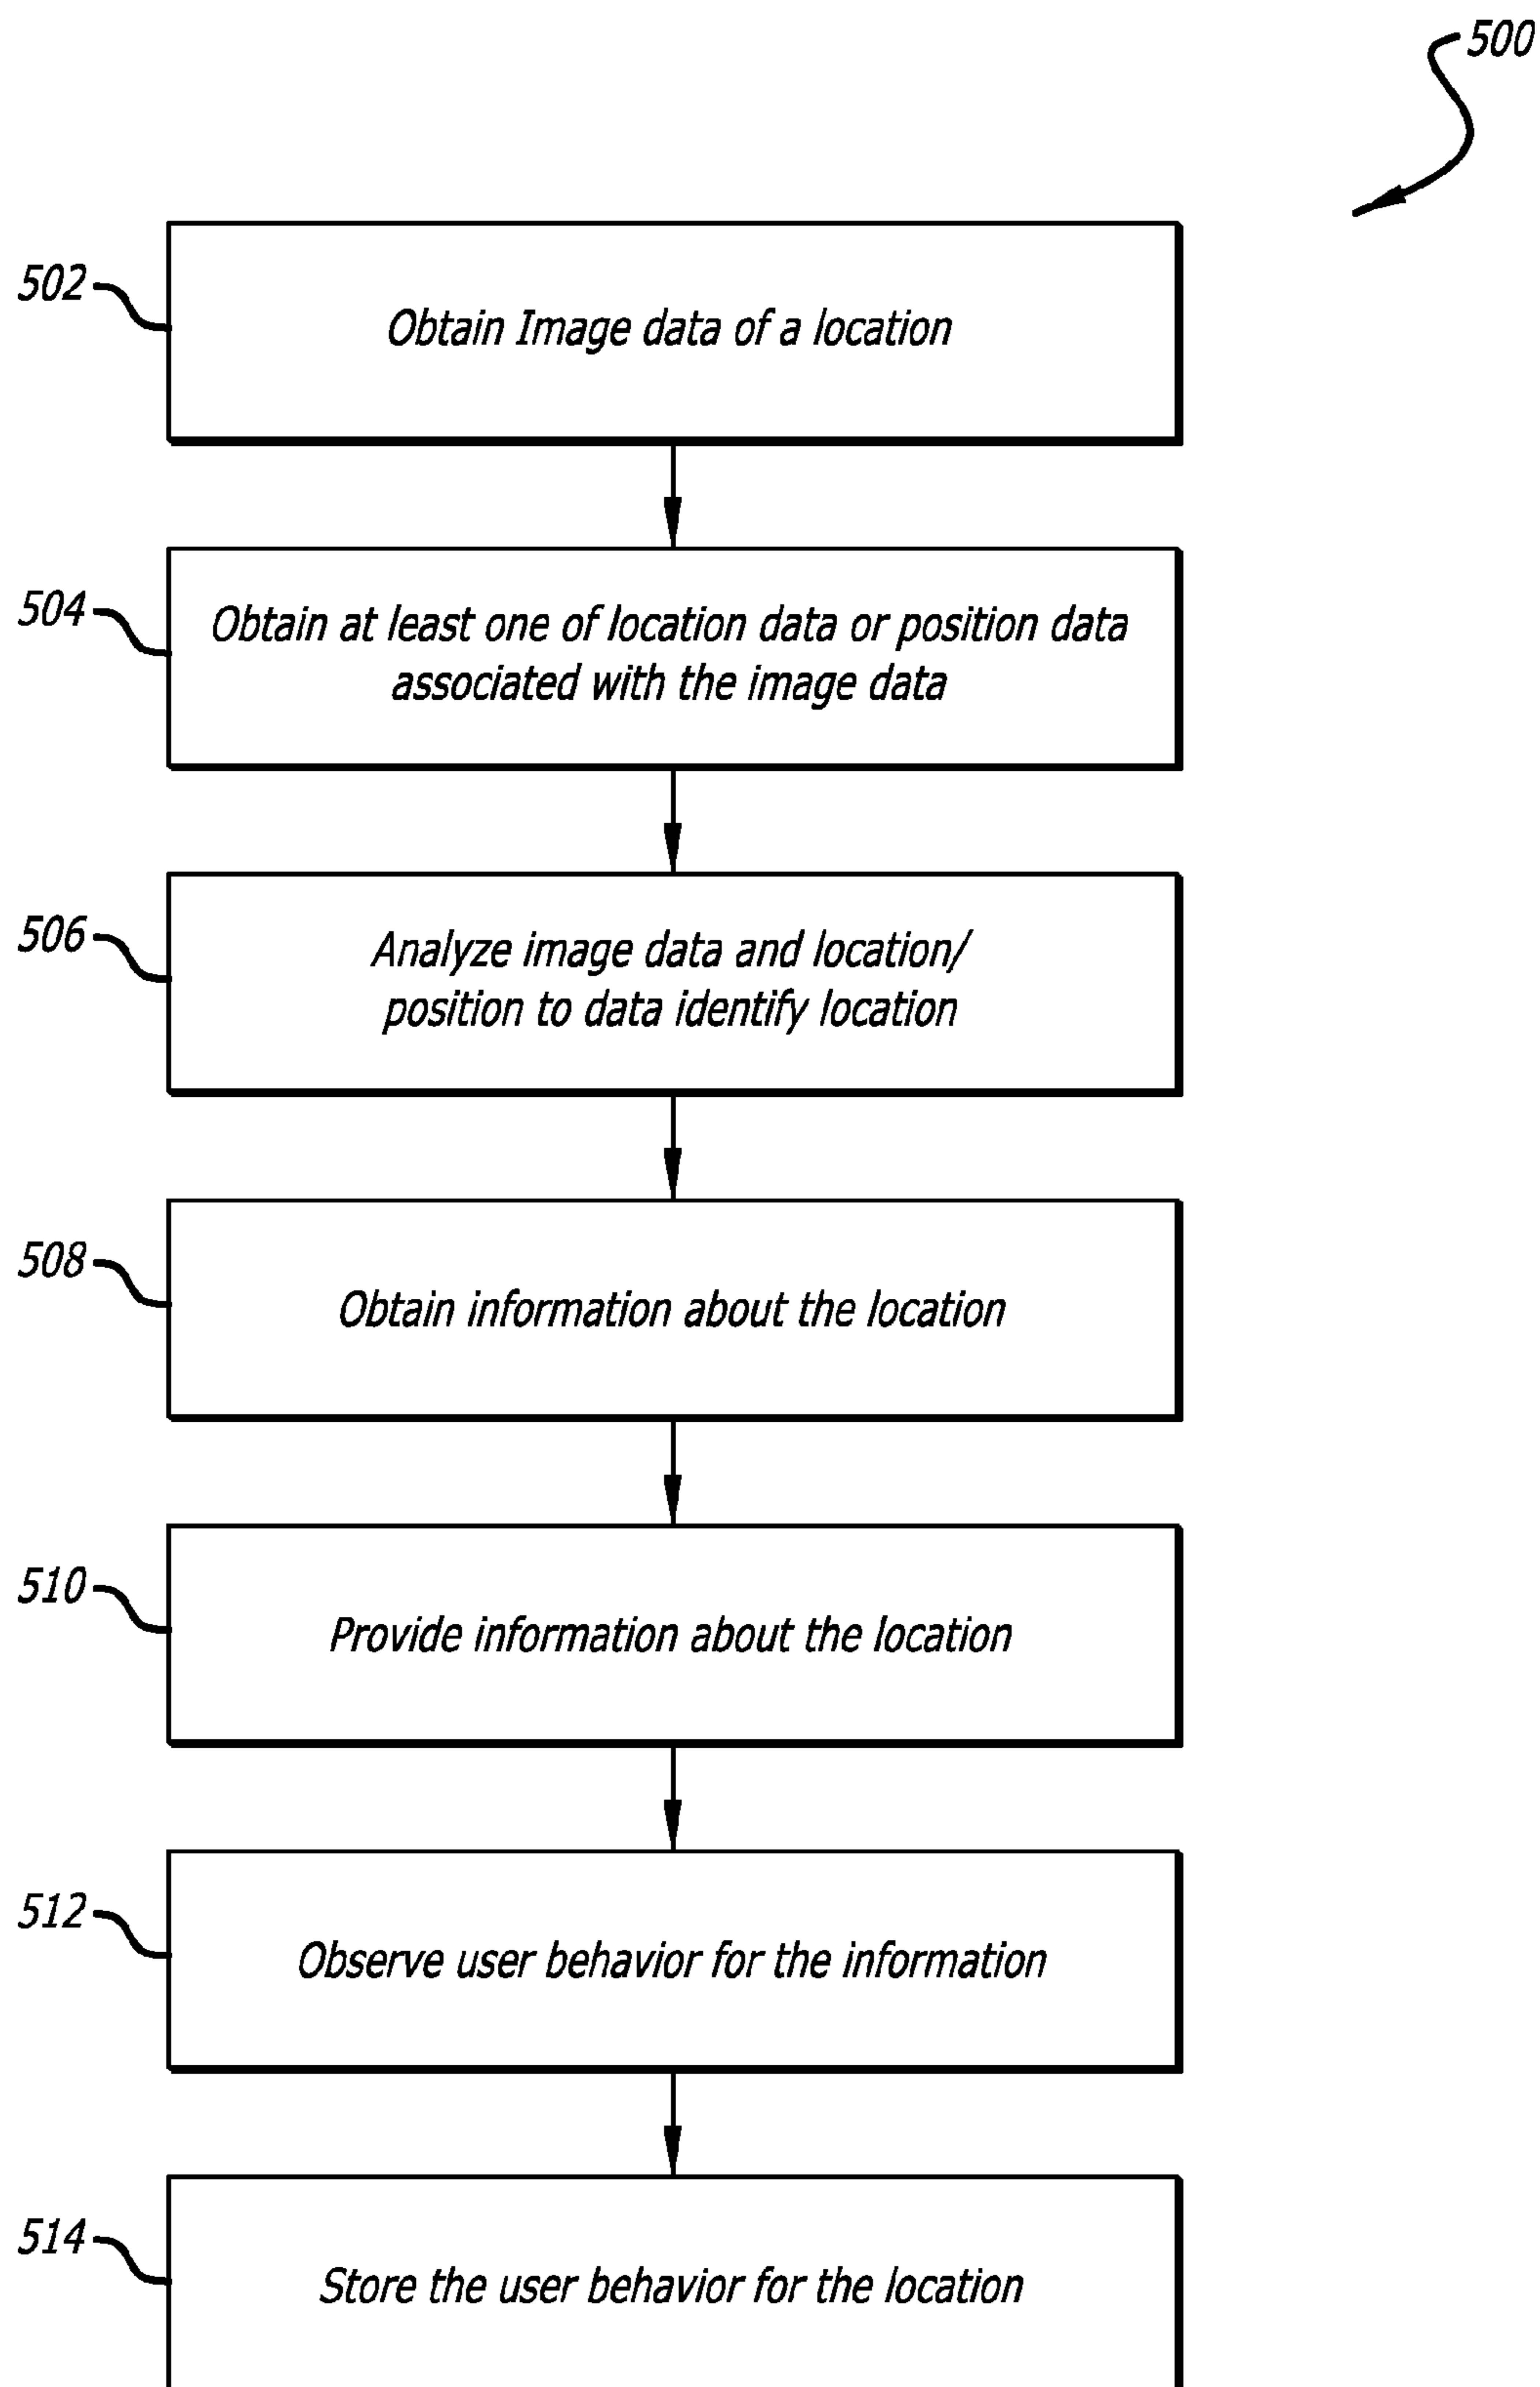 500
502
Obtain Image data of a location
504
Obtain at least one of location data or position data
associated with the image data
506
Analyze image data and location/
position to data identify location
508
Obtain information about the location
510
Provide information about the location
512
Observe user behavior for the information
514
Store the user behavior for the location